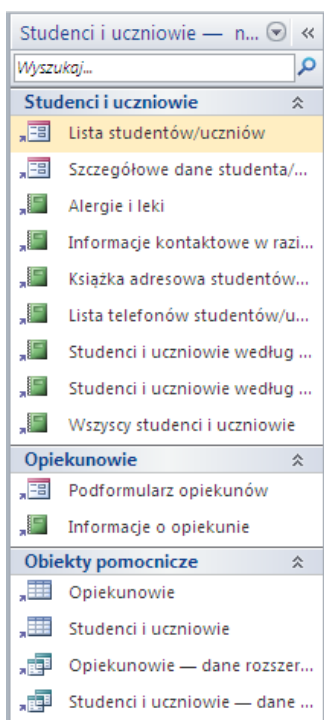 Studenci i uczniowie — n...
Wyszukaj...
Studenci i uczniowie
Lista studentów/uczniów
Szczegółowe dane studenta/...
Alergie i leki
Informacje kontaktowe w razi...
Książka adresowa studentów...
Lista telefonów studentów/u...
Studenci i uczniowie według ...
Studenci i uczniowie według ...
Wszyscy studenci i uczniowie
Opiekunowie
Podformularz opiekunów
Informacje o opiekunie
Obiekty pomocnicze
Opiekunowie
Studenci i uczniowie
Opiekunowie — dane rozszer...
Studenci i uczniowie — dane ...